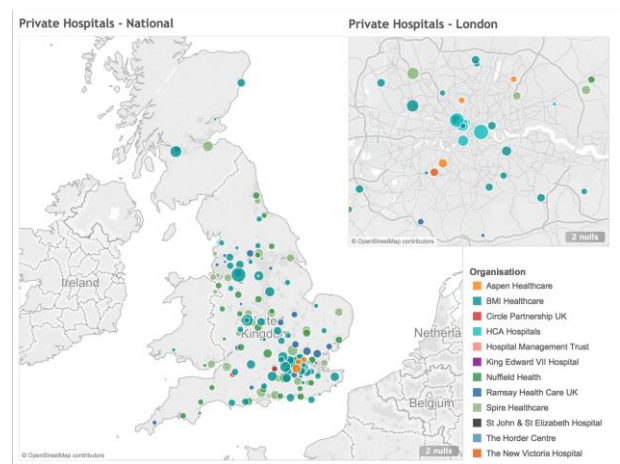 Private Hospitals - National
Private Hospitals - London
© OpenStreetMap contributors
2 nulls
Ireland
United
Kingdom
Netherla
Belgium
Organisation
Aspen Healthcare
BMI Healthcare
Circle Partnership UK
HCA Hospitals
Hospital Management Trust
King Edward VII Hospital
Nuffield Health
Ramsay Health Care UK
Spire Healthcare
St John & St Elizabeth Hospital
The Horder Centre
The New Victoria Hospital
© OpenStreetMap contributors
2 nulls